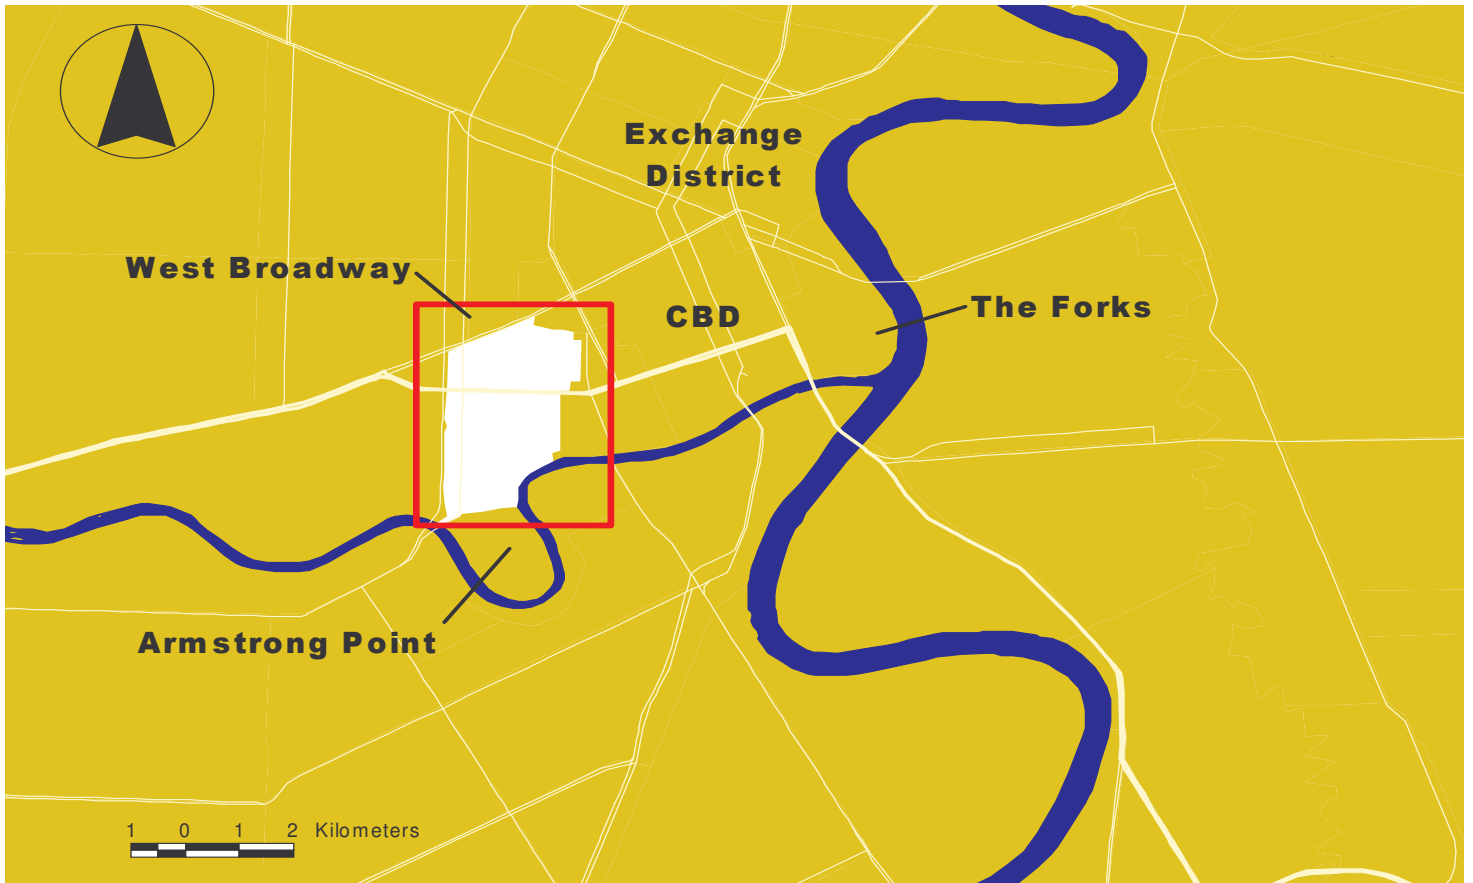 Exchange
District
West Broadway
CBD
The Forks
Armstrong Point
1 0 1 2 Kilometers